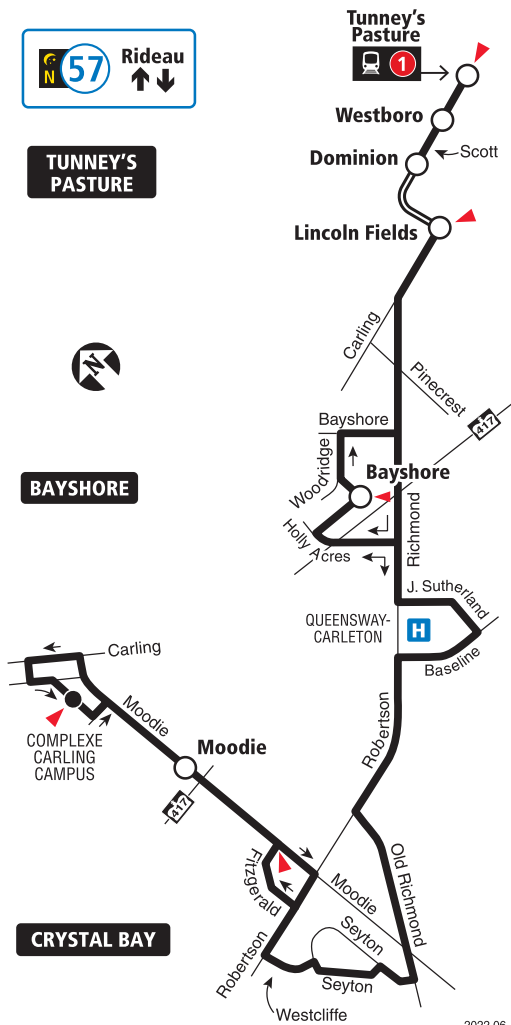 Tunney's
Pasture
1
N
57
Rideau
Westboro
Scott
Dominion
TUNNEY'S
PASTURE
Lincoln Fields
Carling
Pinecrest
N
417
Bayshore
Woodridge
Bayshore
BAYSHORE
Holly Acres
Richmond
J. Sutherland
QUEENSWAY-
CARLETON
H
Baseline
Carling
Moodie
Robertson
COMPLEXE
CARLING
CAMPUS
Moodie
417
Fitzgerald
Moodie
Old Richmond
CRYSTAL BAY
Robertson
Seyton
Seyton
Westcliffe
2022.06